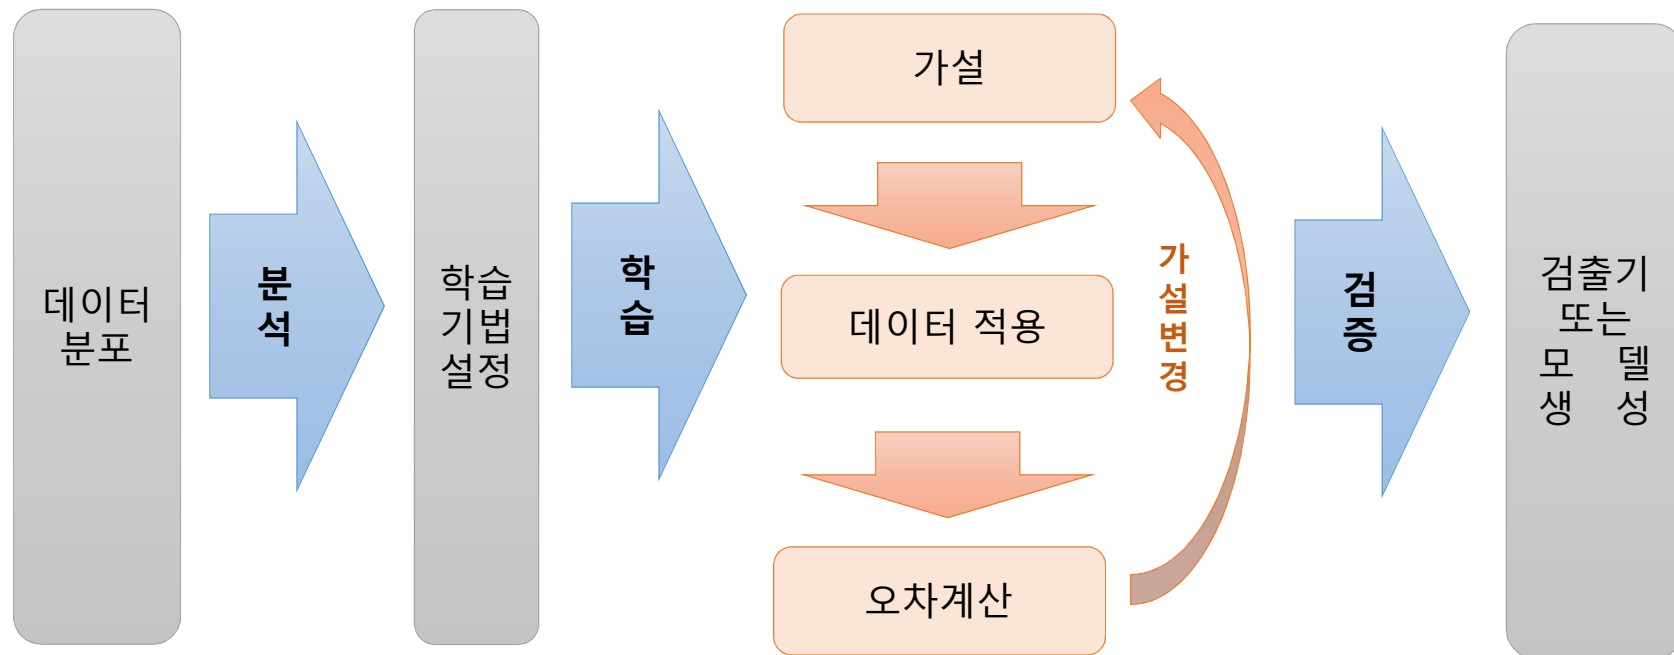 데이터
분포
분
석
학습
기법
설정
학
습
가설
데이터 적용
오차계산
가
설
변
경
검
증
검출기
또는
모 델
생 성